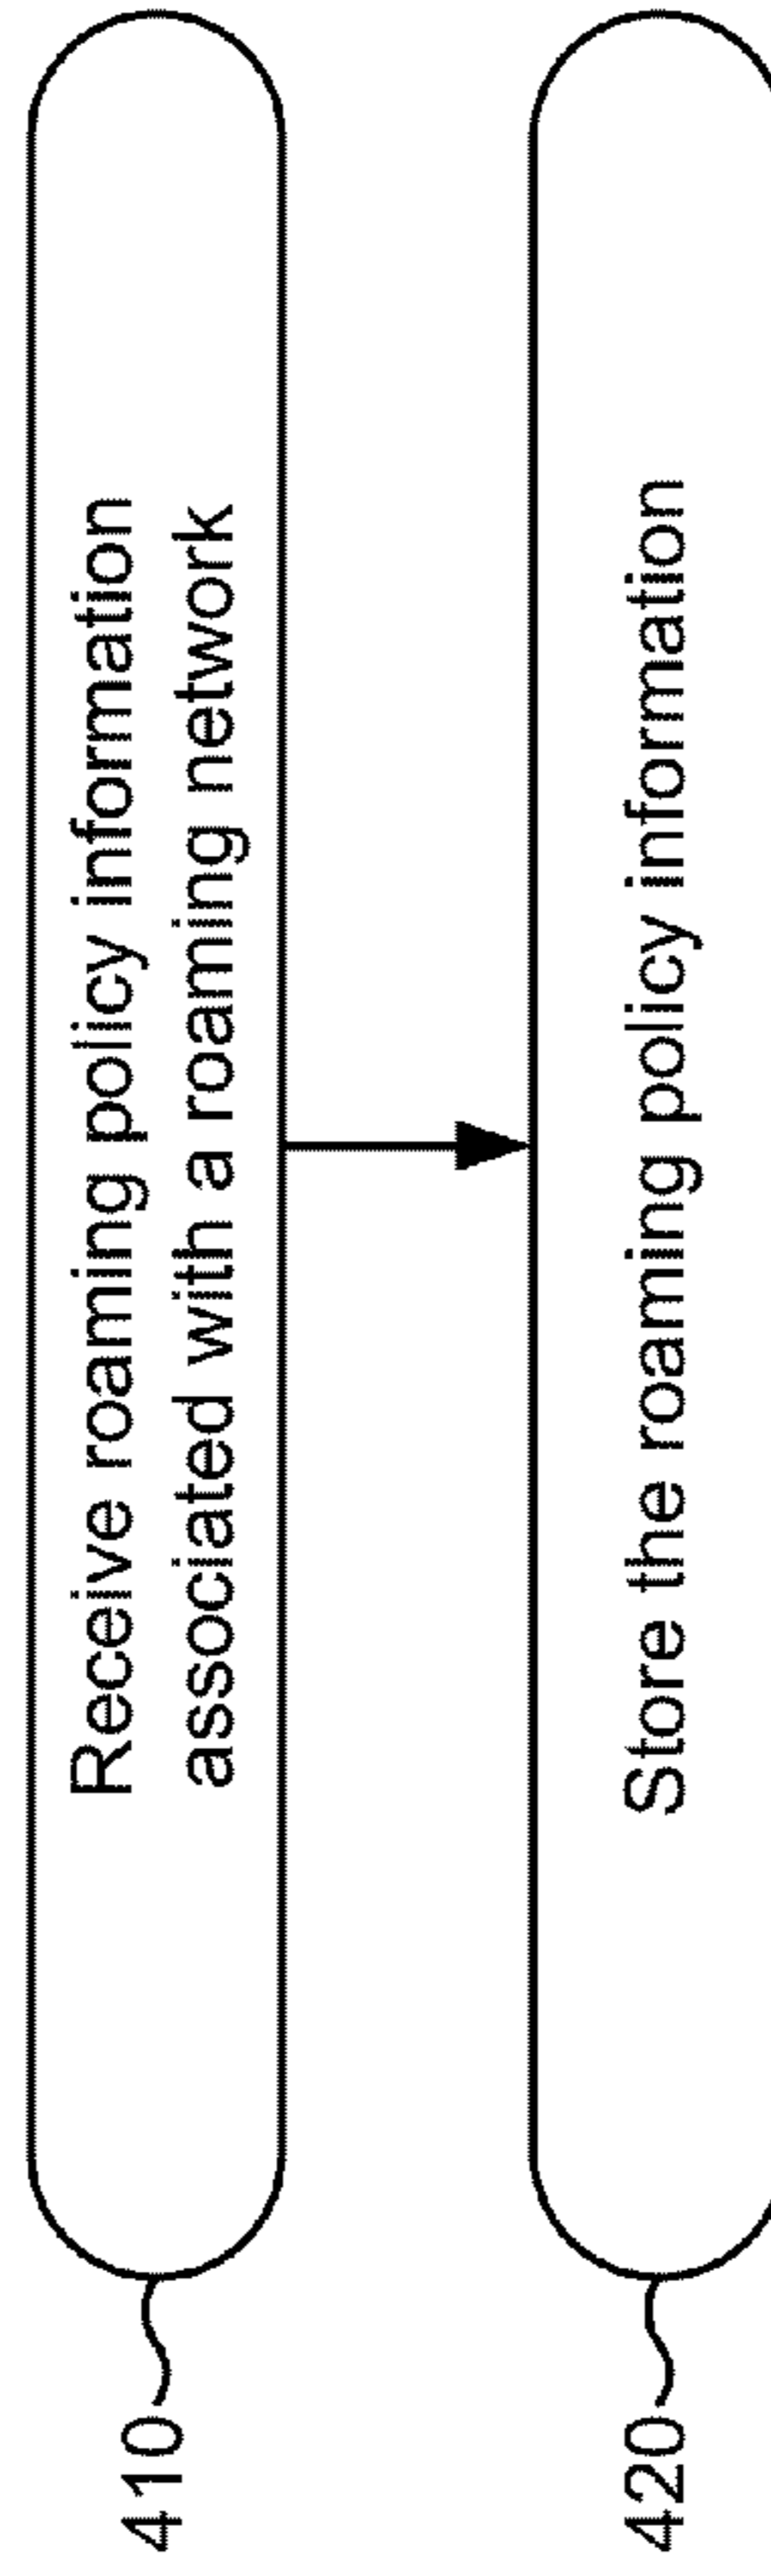 410
Receive roaming policy information
associated with a roaming network
420
Store the roaming policy information